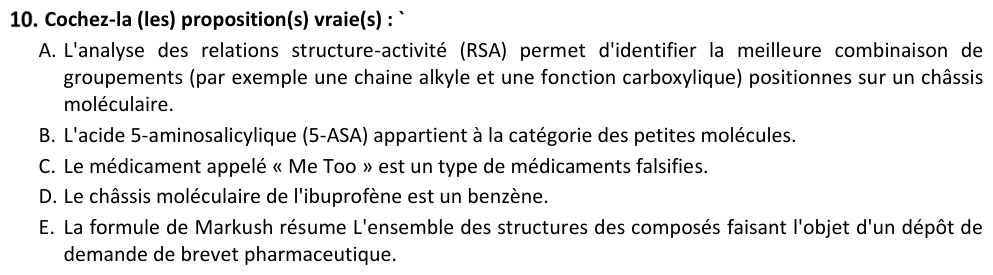 10. Cochez-la (les) proposition(s) vraie(s) : `
A. L'analyse des relations structure-activité (RSA) permet d'identifier la meilleure combinaison de
groupements (par exemple une chaine alkyle et une fonction carboxylique) positionnes sur un châssis
moléculaire.
B. L'acide 5-aminosalicylique (5-ASA) appartient à la catégorie des petites molécules.
C. Le médicament appelé « Me Too » est un type de médicaments falsifies.
D. Le châssis moléculaire de l'ibuprofène est un benzène.
E. La formule de Markush résume L'ensemble des structures des composés faisant l'objet d'un dépôt de
demande de brevet pharmaceutique.